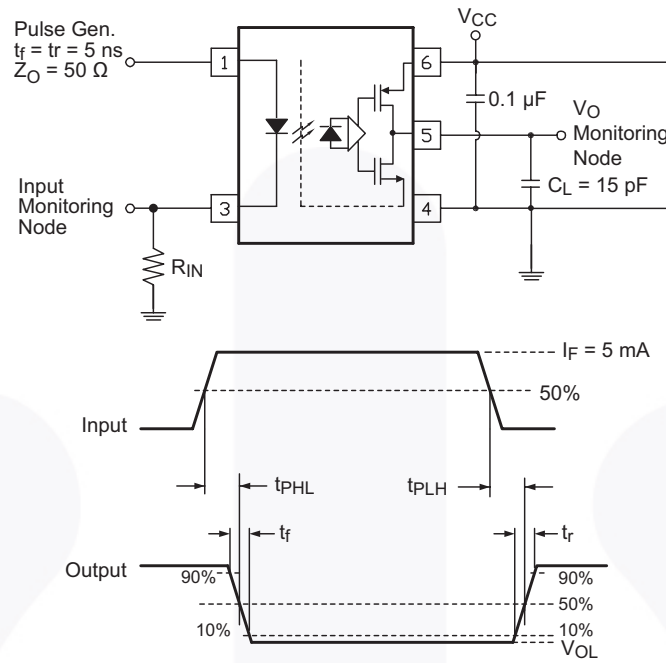 Pulse Gen.
tf = tr = 5 ns
ZO = 50 Ω
1
3
6
5
4
VCC
0.1 µF
VO
Monitoring
Node
CL = 15 pF
Input
Monitoring
Node
RIN
IF = 5 mA
50%
Input
tPHL
tPLH
tf
tr
Output
90%
90%
50%
10%
10%
VOL